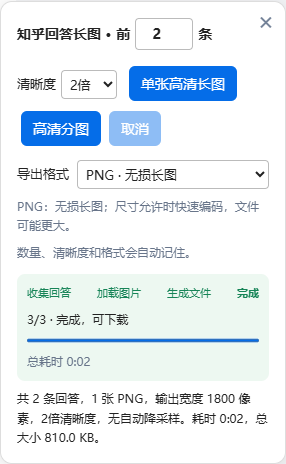 知乎回答长图 • 前 2 条
清晰度 2倍 单张高清长图
高清分图 取消
导出格式 PNG · 无损长图
PNG：无损长图；尺寸允许时快速编码，文件
可能更大。
数量、清晰度和格式会自动记住。
收集回答 加载图片 生成文件 完成
3/3 · 完成，可下载
总耗时 0:02
共 2 条回答，1 张 PNG，输出宽度 1800 像
素，2倍清晰度，无自动降采样。耗时 0:02，总
大小 810.0 KB。